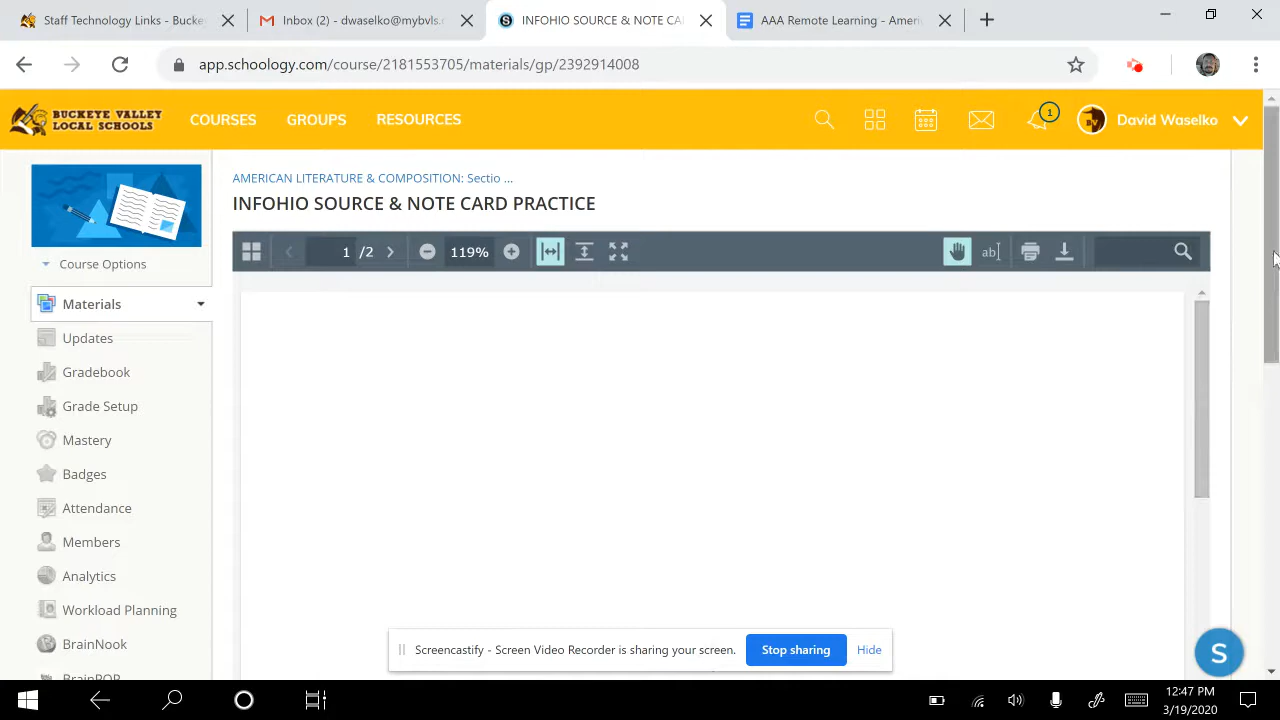 Staff Technology Links - Bucke
Inbox (2) - dwaselko@mybvls.
INFOHIO SOURCE & NOTE CA
AAA Remote Learning - Ameri
app.schoology.com/course/2181553705/materials/gp/2392914008
BUCKEYE VALLEY
LOCAL SCHOOLS
COURSES
GROUPS
RESOURCES
1
David Waselko
AMERICAN LITERATURE & COMPOSITION: Sectio ...
INFOHIO SOURCE & NOTE CARD PRACTICE
1 /2
119%
ab
Course Options
Materials
Updates
Gradebook
Grade Setup
Mastery
Badges
Attendance
Members
Analytics
Workload Planning
BrainNook
BrainPOP
Screencastify - Screen Video Recorder is sharing your screen.
Stop sharing
Hide
S
12:47 PM
3/19/2020